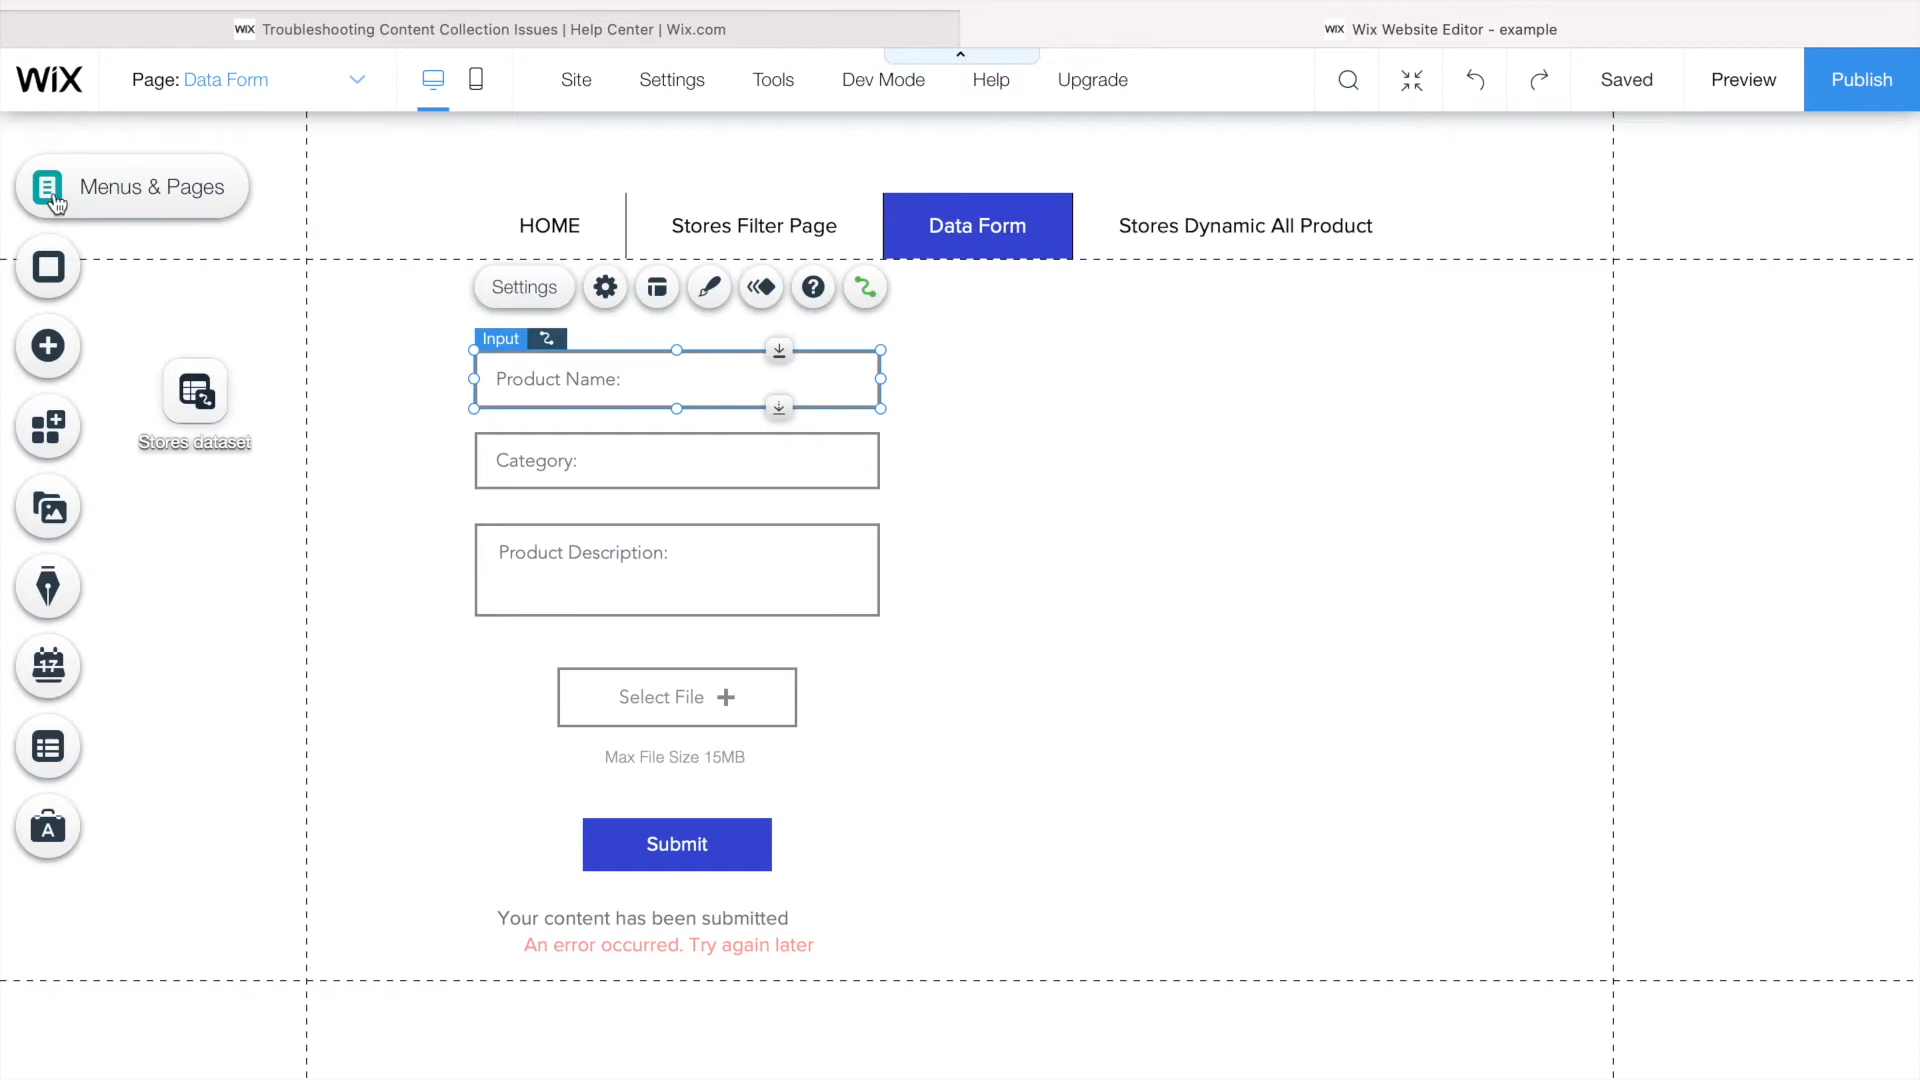 WIX Troubleshooting Content Collection Issues | Help Center | Wix.com
WIX Wix Website Editor - example
WiX
Page: Data Form
Site
Settings
Tools
Dev Mode
Help
Upgrade
Saved
Preview
Publish
Menus & Pages
HOME
Stores Filter Page
Data Form
Stores Dynamic All Product
Settings
?
Input
Product Name:
Stores dataset
Category:
Product Description:
17
Select File +
Max File Size 15MB
A
Submit
Your content has been submitted
An error occurred. Try again later